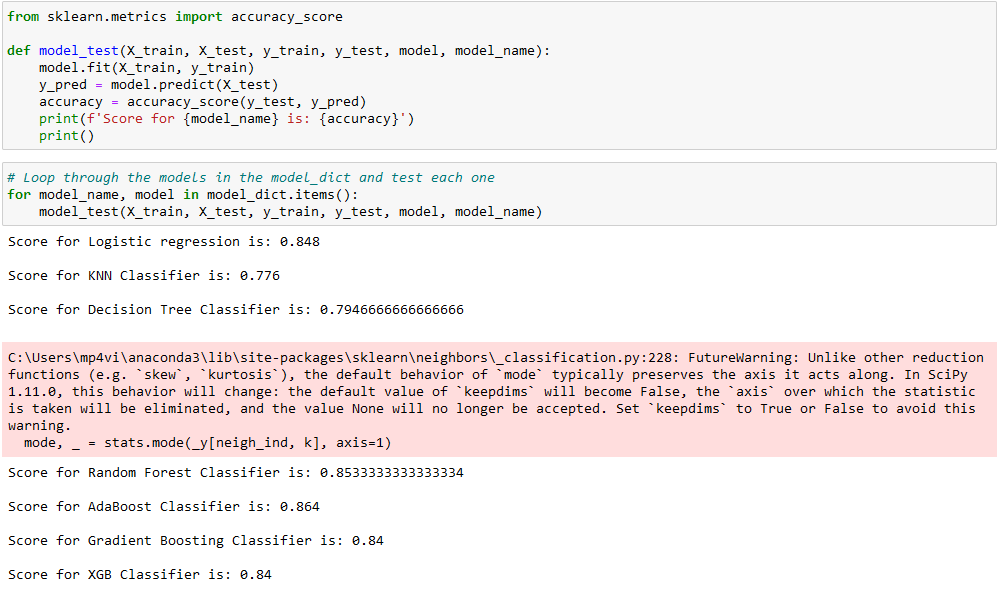 from sklearn.metrics import accuracy_score
def model_test(X_train, X_test, y_train, y_test, model, model_name):
    model.fit(X_train, y_train)
    y_pred = model.predict(X_test)
    accuracy = accuracy_score(y_test, y_pred)
    print(f'Score for {model_name} is: {accuracy}')
    print()
# Loop through the models in the model_dict and test each one
for model_name, model in model_dict.items():
    model_test(X_train, X_test, y_train, y_test, model, model_name)
Score for Logistic regression is: 0.848
Score for KNN Classifier is: 0.776
Score for Decision Tree Classifier is: 0.7946666666666666
C:\Users\mp4vi\anaconda3\lib\site-packages\sklearn\neighbors\_classification.py:228: FutureWarning: Unlike other reduction
functions (e.g. `skew`, `kurtosis`), the default behavior of `mode` typically preserves the axis it acts along. In SciPy
1.11.0, this behavior will change: the default value of `keepdims` will become False, the `axis` over which the statistic
is taken will be eliminated, and the value None will no longer be accepted. Set `keepdims` to True or False to avoid this
warning.
  mode, _ = stats.mode(_y[neigh_ind, k], axis=1)
Score for Random Forest Classifier is: 0.8533333333333334
Score for AdaBoost Classifier is: 0.864
Score for Gradient Boosting Classifier is: 0.84
Score for XGB Classifier is: 0.84